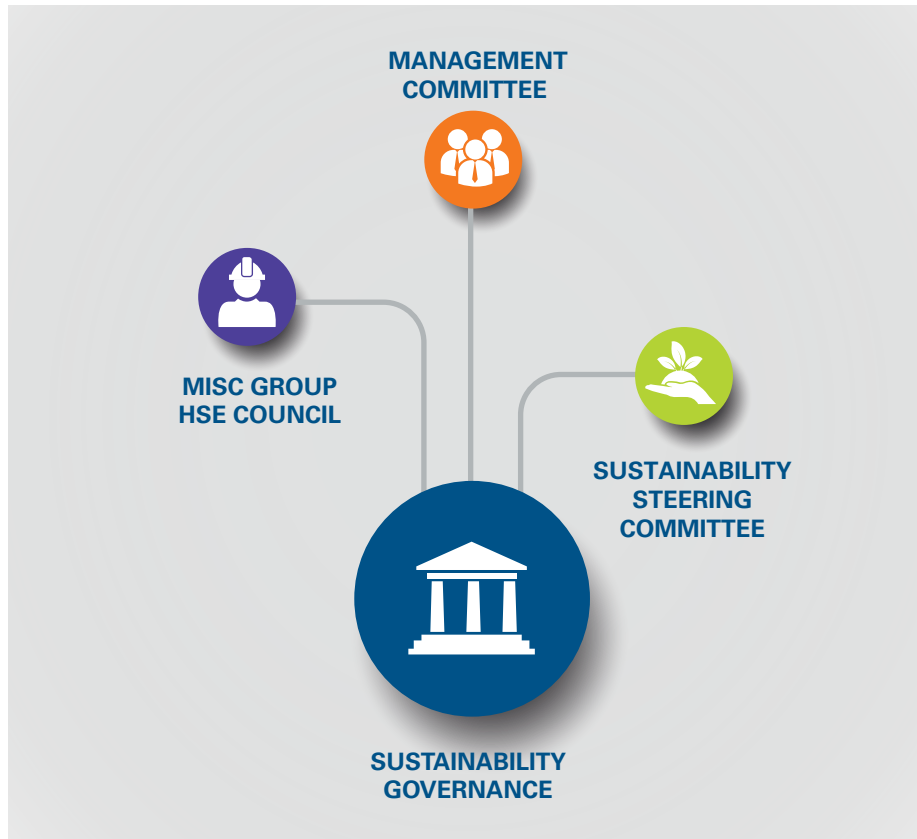 MANAGEMENT
COMMITTEE
MISC GROUP
HSE COUNCIL
SUSTAINABILITY
STEERING
COMMITTEE
SUSTAINABILITY
GOVERNANCE